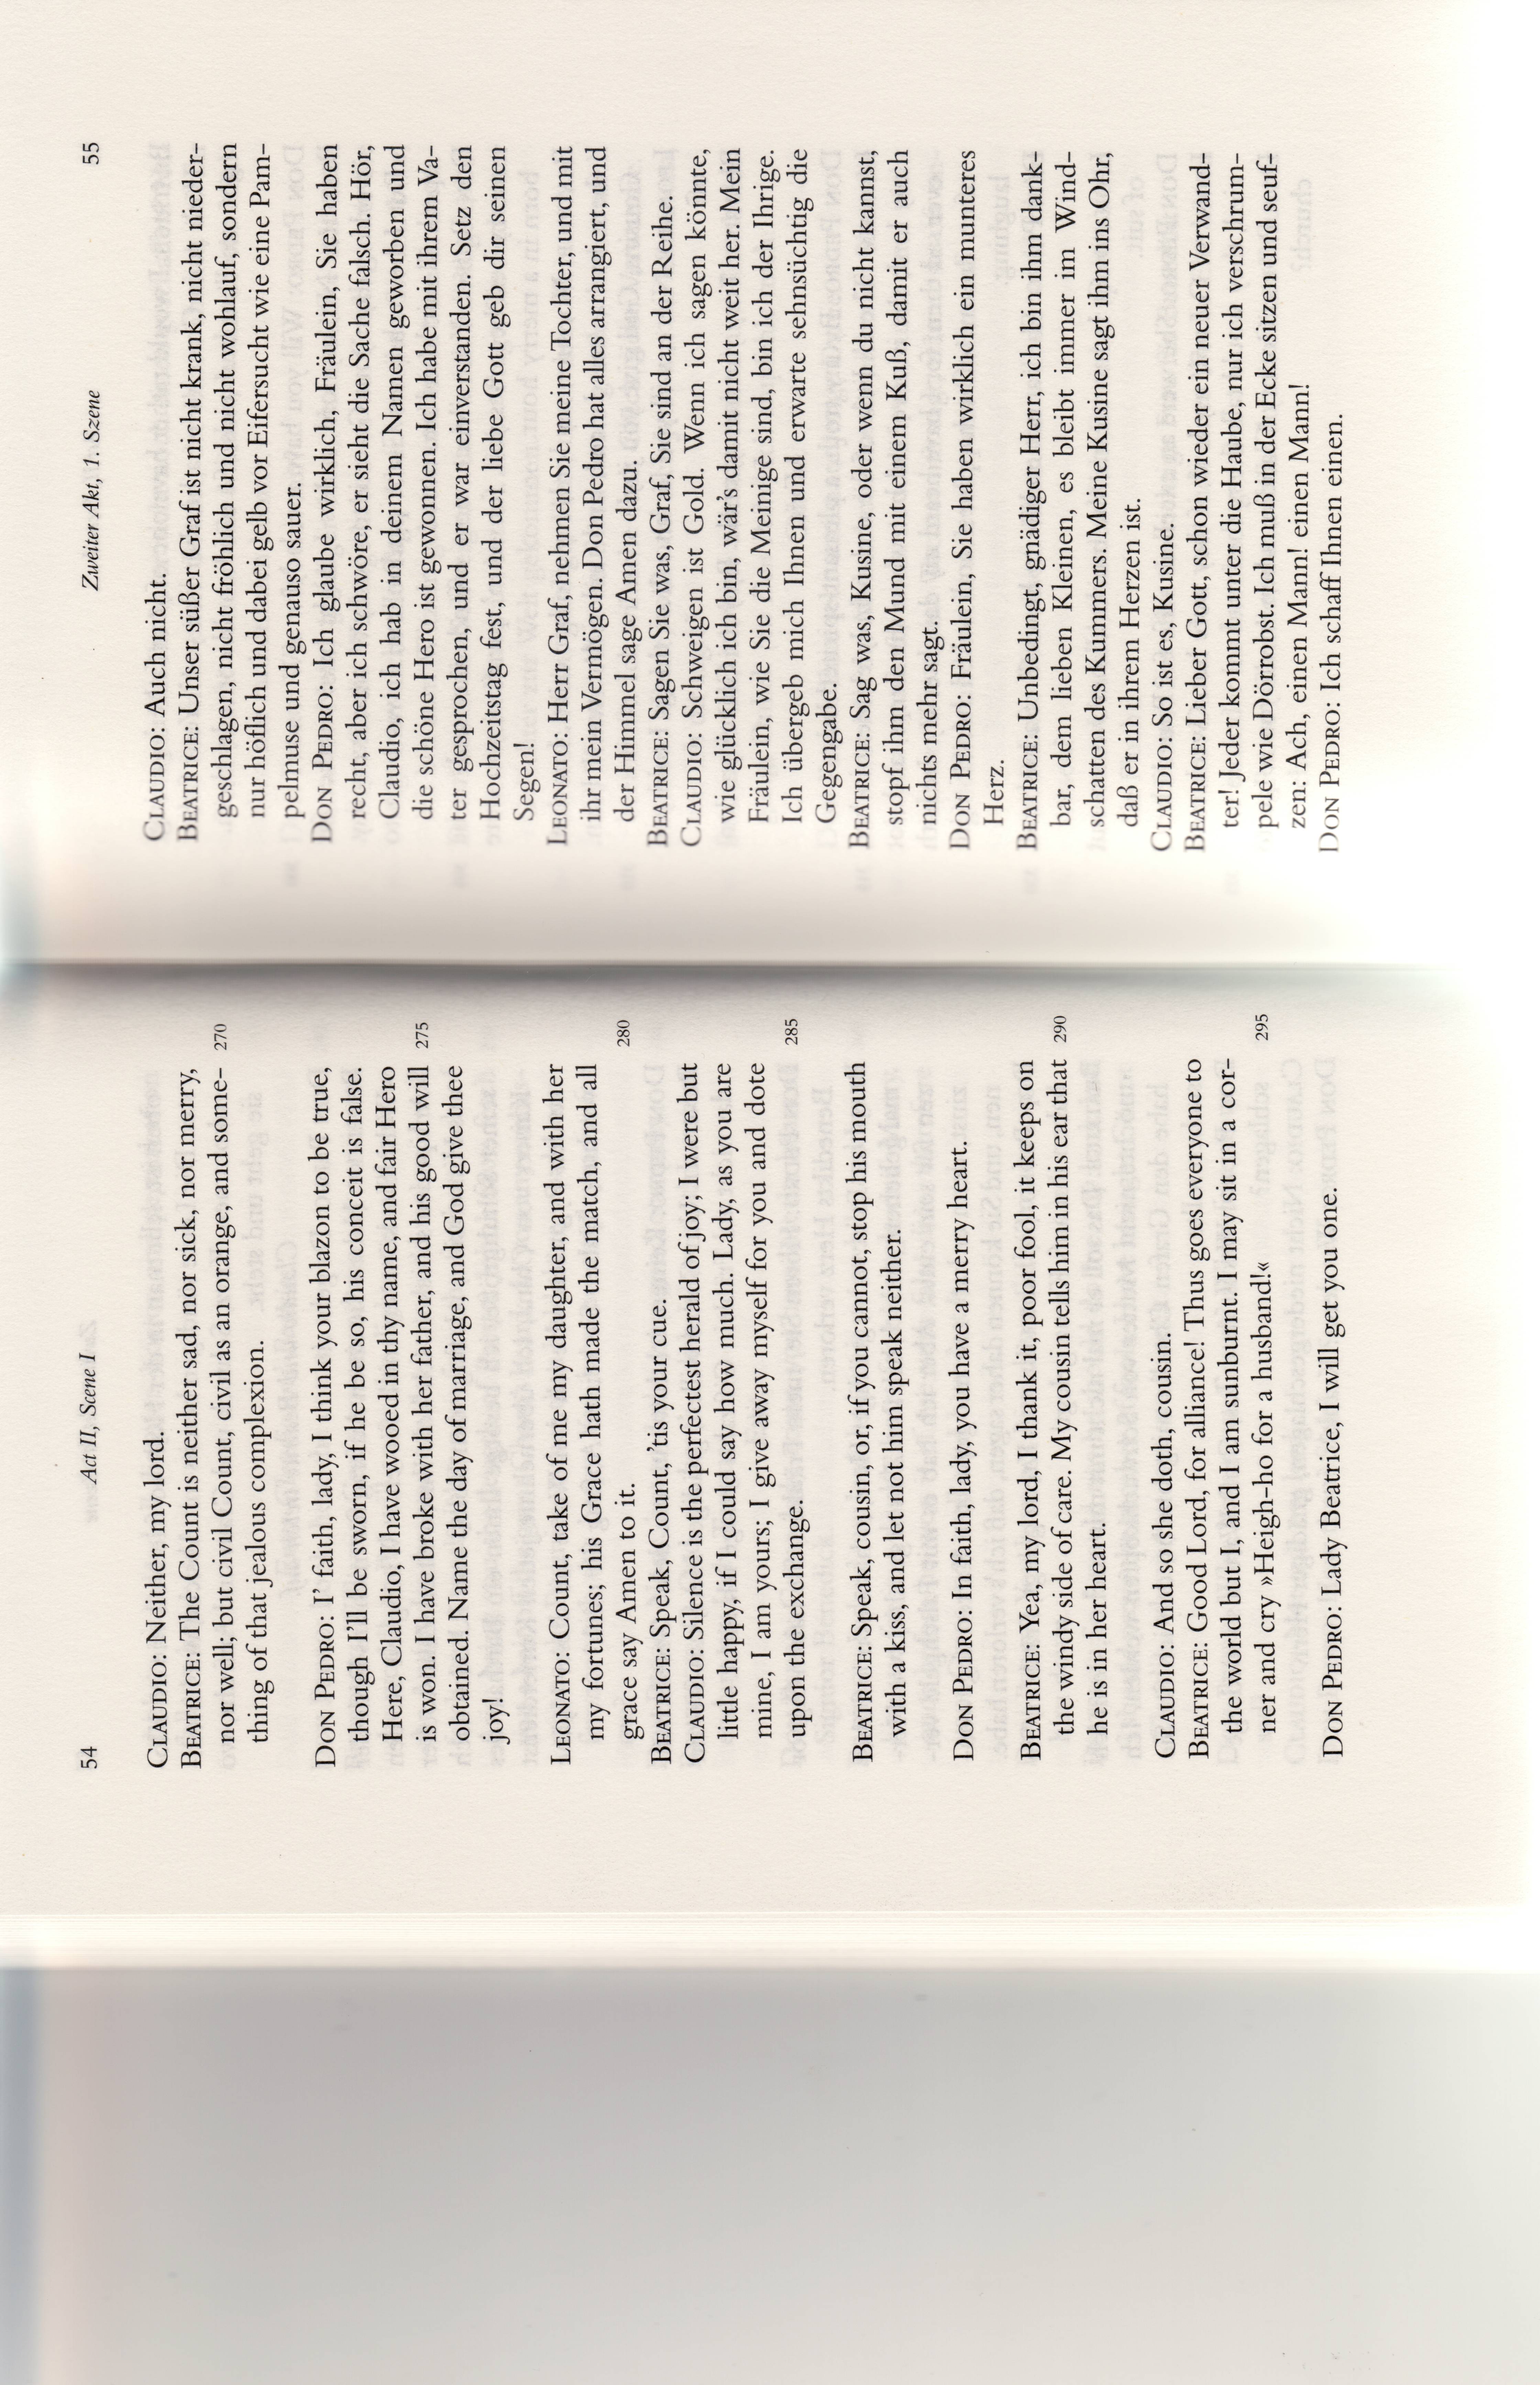 54
Act II, Scene I
CLAUDIO: Neither, my lord.
BEATRICE: The Count is neither sad, nor sick, nor merry,
nor well; but civil Count, civil as an orange, and some- 270
thing of that jealous complexion.
DON PEDRO: I' faith, lady, I think your blazon to be true,
though I'll be sworn, if he be so, his conceit is false.
Here, Claudio, I have wooed in thy name, and fair Hero
is won. I have broke with her father, and his good will 275
obtained. Name the day of marriage, and God give thee
joy!
LEONATO: Count, take of me my daughter, and with her
my fortunes; his Grace hath made the match, and all
grace say Amen to it. 280
BEATRICE: Speak, Count, 'tis your cue.
CLAUDIO: Silence is the perfectest herald of joy; I were but
little happy, if I could say how much. Lady, as you are
mine, I am yours; I give away myself for you and dote
upon the exchange. 285
BEATRICE: Speak, cousin, or, if you cannot, stop his mouth
with a kiss, and let not him speak neither.
DON PEDRO: In faith, lady, you have a merry heart.
BEATRICE: Yea, my lord, I thank it, poor fool, it keeps on
the windy side of care. My cousin tells him in his ear that 290
he is in her heart.
CLAUDIO: And so she doth, cousin.
BEATRICE: Good Lord, for alliance! Thus goes everyone to
the world but I, and I am sunburnt. I may sit in a cor-
ner and cry »Heigh-ho for a husband!« 295
DON PEDRO: Lady Beatrice, I will get you one.
Zweiter Akt, 1. Szene
55
CLAUDIO: Auch nicht.
BEATRICE: Unser süßer Graf ist nicht krank, nicht nieder-
geschlagen, nicht fröhlich und nicht wohlauf, sondern
nur höflich und dabei gelb vor Eifersucht wie eine Pam-
pelmuse und genauso sauer.
DON PEDRO: Ich glaube wirklich, Fräulein, Sie haben
recht, aber ich schwöre, er sieht die Sache falsch. Hör,
Claudio, ich hab in deinem Namen geworben und
die schöne Hero ist gewonnen. Ich habe mit ihrem Va-
ter gesprochen, und er war einverstanden. Setz den
Hochzeitstag fest, und der liebe Gott geb dir seinen
Segen!
LEONATO: Herr Graf, nehmen Sie meine Tochter, und mit
ihr mein Vermögen. Don Pedro hat alles arrangiert, und
der Himmel sage Amen dazu.
BEATRICE: Sagen Sie was, Graf, Sie sind an der Reihe.
CLAUDIO: Schweigen ist Gold. Wenn ich sagen könnte,
wie glücklich ich bin, wär's damit nicht weit her. Mein
Fräulein, wie Sie die Meinige sind, bin ich der Ihrige.
Ich übergeb mich Ihnen und erwarte sehnsüchtig die
Gegengabe.
BEATRICE: Sag was, Kusine, oder wenn du nicht kannst,
stopf ihm den Mund mit einem Kuß, damit er auch
nichts mehr sagt.
DON PEDRO: Fräulein, Sie haben wirklich ein munteres
Herz.
BEATRICE: Unbedingt, gnädiger Herr, ich bin ihm dank-
bar, dem lieben Kleinen, es bleibt immer im Wind-
schatten des Kummers. Meine Kusine sagt ihm ins Ohr,
daß er in ihrem Herzen ist.
CLAUDIO: So ist es, Kusine.
BEATRICE: Lieber Gott, schon wieder ein neuer Verwand-
ter! Jeder kommt unter die Haube, nur ich verschrum-
pele wie Dörrobst. Ich muß in der Ecke sitzen und seuf-
zen: Ach, einen Mann! einen Mann!
DON PEDRO: Ich schaff Ihnen einen.